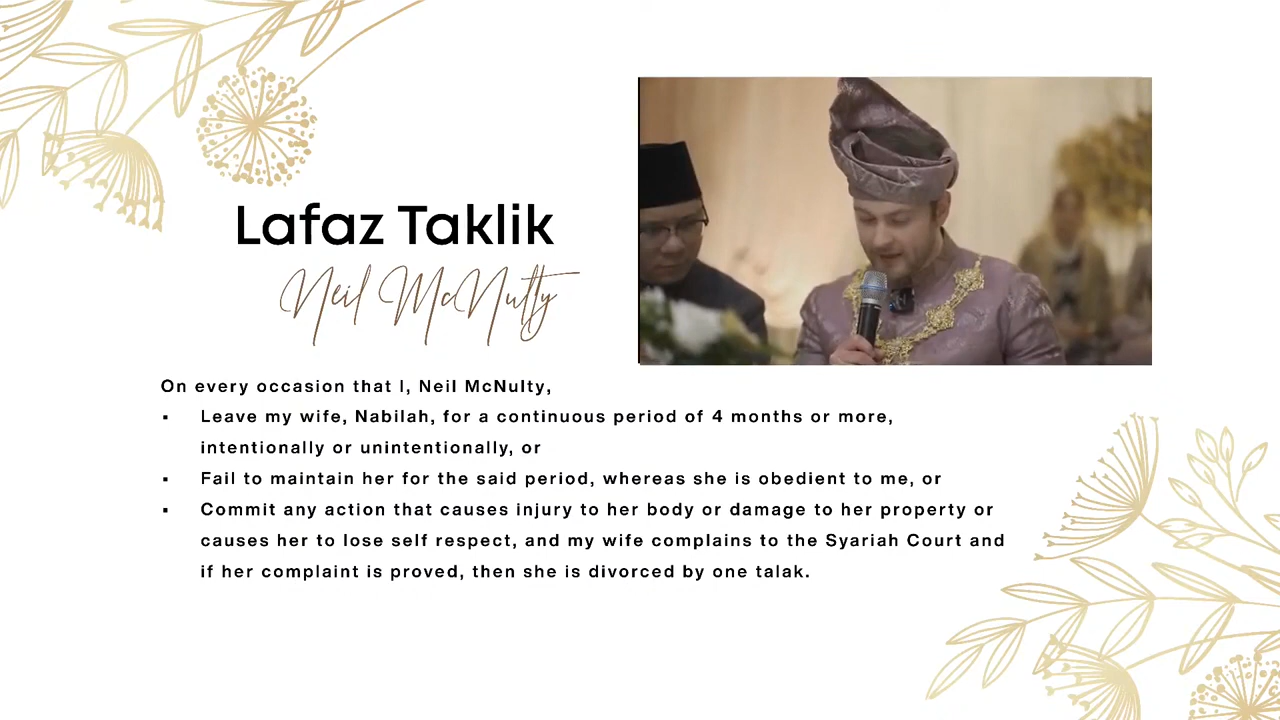 Lafaz Taklik
Neil McNulty
On every occasion that I, Neil McNulty,
▪ Leave my wife, Nabilah, for a continuous period of 4 months or more,
intentionally or unintentionally, or
▪ Fail to maintain her for the said period, whereas she is obedient to me, or
▪ Commit any action that causes injury to her body or damage to her property or
causes her to lose self respect, and my wife complains to the Syariah Court and
if her complaint is proved, then she is divorced by one talak.